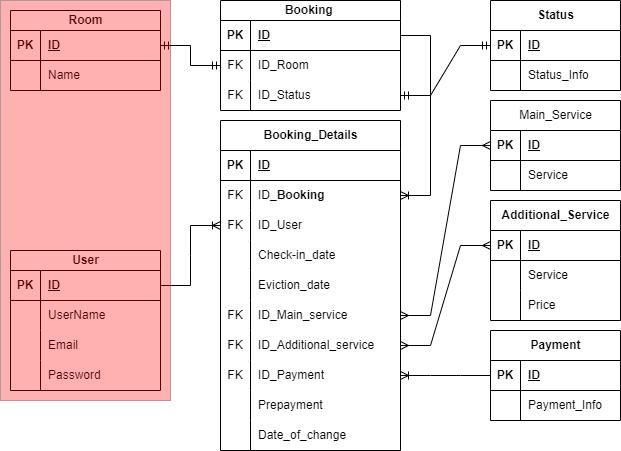 Room
PK ID
Name
User
PK ID
UserName
Email
Password
Booking
PK ID
FK ID_Room
FK ID_Status
Booking_Details
PK ID
FK ID_Booking
FK ID_User
Check-in_date
Eviction_date
FK ID_Main_service
FK ID_Additional_service
FK ID_Payment
Prepayment
Date_of_change
Status
PK ID
Status_Info
Main_Service
PK ID
Service
Additional_Service
PK ID
Service
Price
Payment
PK ID
Payment_Info